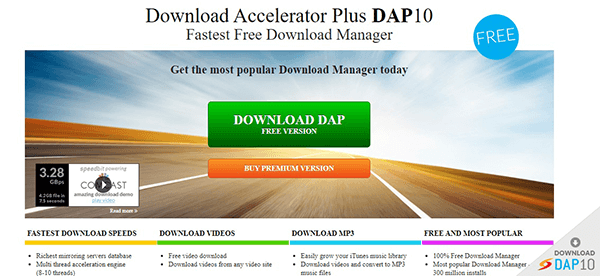 Download Accelerator Plus DAP10
Fastest Free Download Manager
FREE
Get the most popular Download Manager today
DOWNLOAD DAP
FREE VERSION
BUY PREMIUM VERSION
3.28
GBps
4.2GB file in
7.5 seconds
speedbit powering
COMCAST
amazing download demo
play video
Read more >
FASTEST DOWNLOAD SPEEDS
Richest mirroring servers database
Multi thread acceleration engine
(8-10 threads)
DOWNLOAD VIDEOS
Free video download
Download videos from any video site
DOWNLOAD MP3
Easily grow your iTunes music library
Download videos and convert to MP3
music files
FREE AND MOST POPULAR
100% Free Download Manager
Most popular Download Manager -
300 million installs
DOWNLOAD
DAP10